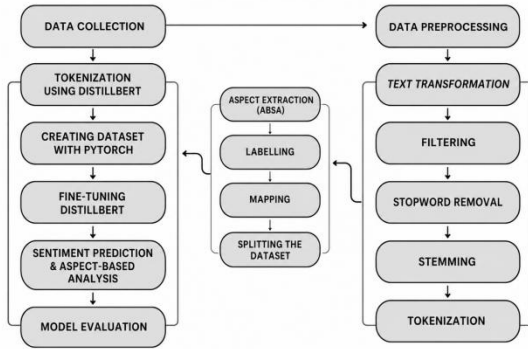 DATA COLLECTION
DATA PREPROCESSING
TOKENIZATION
USING DISTILLBERT
CREATING DATASET
WITH PYTORCH
FINE-TUNING
DISTILLBERT
SENTIMENT PREDICTION
& ASPECT-BASED
ANALYSIS
MODEL EVALUATION
ASPECT EXTRACTION
(ABSA)
LABELLING
MAPPING
SPLITTING THE
DATASET
TEXT TRANSFORMATION
FILTERING
STOPWORD REMOVAL
STEMMING
TOKENIZATION